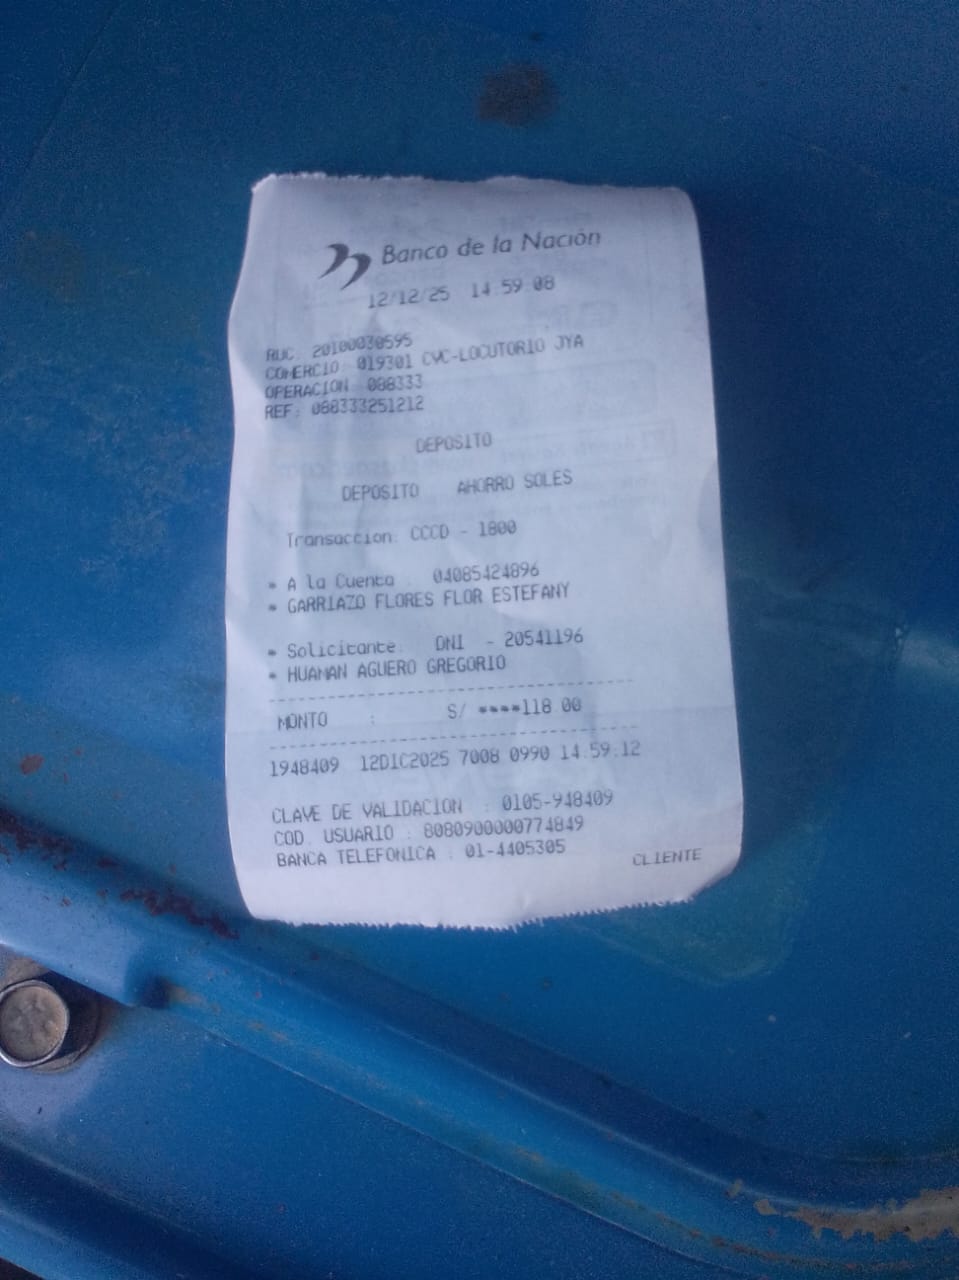 Banco de la Nación
12/12/25 14:59:08
RUC: 20100030595
COMERCIO: 019301 CYC-LOCUTORIO JYA
OPERACION: 088333
REF: 088333251212
DEPOSITO
DEPOSITO AHORRO SOLES
Transaccion: CCCD - 1800
* A la Cuenta : 04085424896
* GARRIAZO FLORES FLOR ESTEFANY
* Solicitante: DNI - 20541196
* HUAMAN AGUERO GREGORIO
--------------------------------
MONTO : S/ ****118.00
--------------------------------
1948409 12DIC2025 7008 0990 14.59.12
CLAVE DE VALIDACION : 0105-948409
COD. USUARIO : 8080900000774849
BANCA TELEFONICA : 01-4405305
CLIENTE